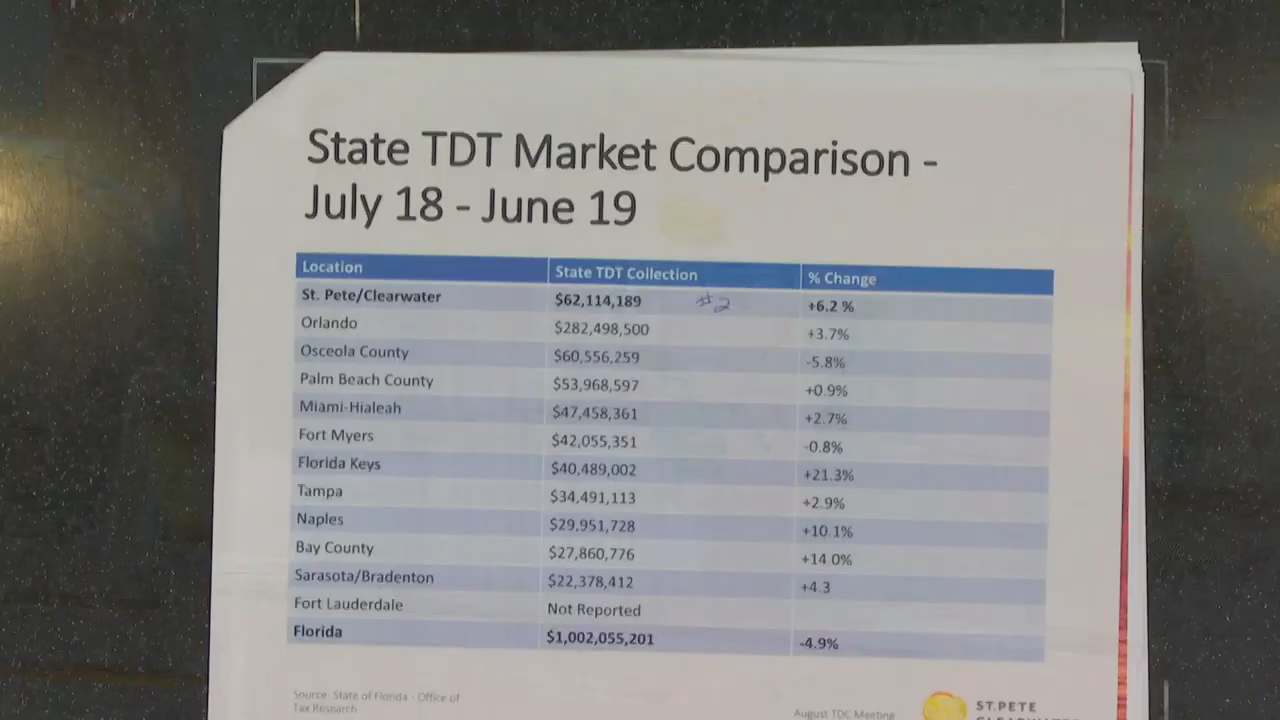 State TDT Market Comparison -
July 18 - June 19
Location State TDT Collection % Change
St. Pete/Clearwater $62,114,189 #2 +6.2 %
Orlando $282,498,500 +3.7%
Osceola County $60,556,259 -5.8%
Palm Beach County $53,968,597 +0.9%
Miami-Hialeah $47,458,361 +2.7%
Fort Myers $42,055,351 -0.8%
Florida Keys $40,489,002 +21.3%
Tampa $34,491,113 +2.9%
Naples $29,951,728 +10.1%
Bay County $27,860,776 +14.0%
Sarasota/Bradenton $22,378,412 +4.3
Fort Lauderdale Not Reported
Florida $1,002,055,201 -4.9%
Source: State of Florida - Office of
Tax Research
August TDC Meeting
ST.PETE
CLEARWATER